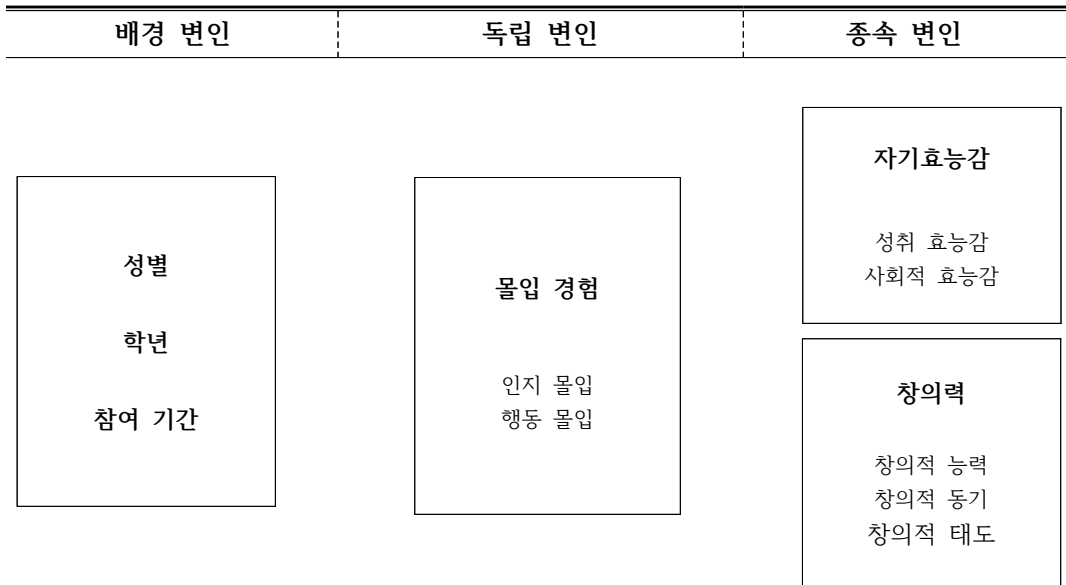 배경 변인
독립 변인
종속 변인
성별
학년
참여 기간
몰입 경험
인지 몰입
행동 몰입
자기효능감
성취 효능감
사회적 효능감
창의력
창의적 능력
창의적 동기
창의적 태도